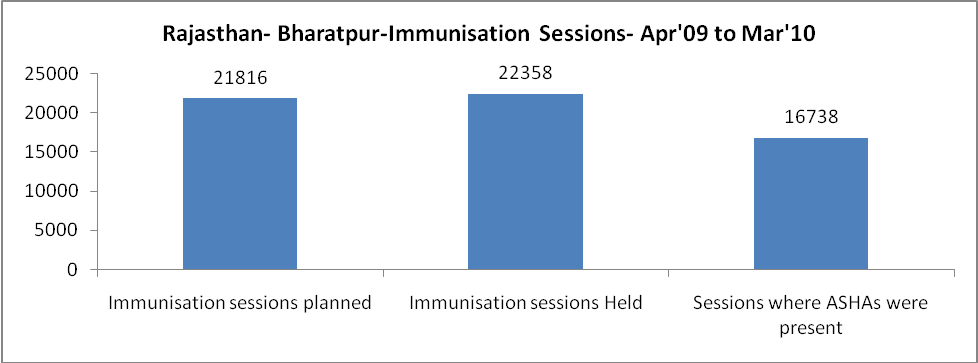 Rajasthan- Bharatpur-Immunisation Sessions- Apr'09 to Mar'10
25000
20000
15000
10000
5000
0
21816
22358
16738
Immunisation sessions planned
Immunisation sessions Held
Sessions where ASHAs were
present